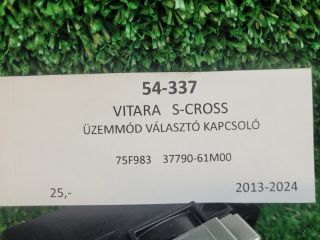 54-337
VITARA S-CROSS
ÜZEMMÓD VÁLASZTÓ KAPCSOLÓ
75F983 37790-61M00
25,- 2013-2024